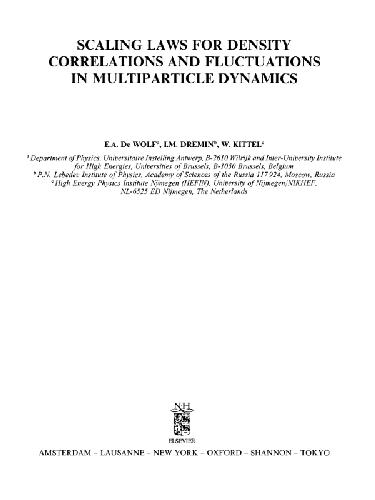 SCALING LAWS FOR DENSITY
CORRELATIONS AND FLUCTUATIONS
IN MULTIPARTICLE DYNAMICS
E.A. De WOLFᵃ, I.M. DREMINᵇ, W. KITTELᶜ
ᵃ Department of Physics, Universitaire Instelling Antwerp, B-2610 Wilrijk and Inter-University Institute
for High Energies, Universities of Brussels, B-1050 Brussels, Belgium
ᵇ P.N. Lebedev Institute of Physics, Academy of Sciences of the Russia 117 924, Moscow, Russia
ᶜ High Energy Physics Institute Nijmegen (HEFIN), University of Nijmegen/NIKHEF,
NL-6525 ED Nijmegen, The Netherlands
N·H
ELSEVIER
AMSTERDAM – LAUSANNE – NEW YORK – OXFORD – SHANNON – TOKYO